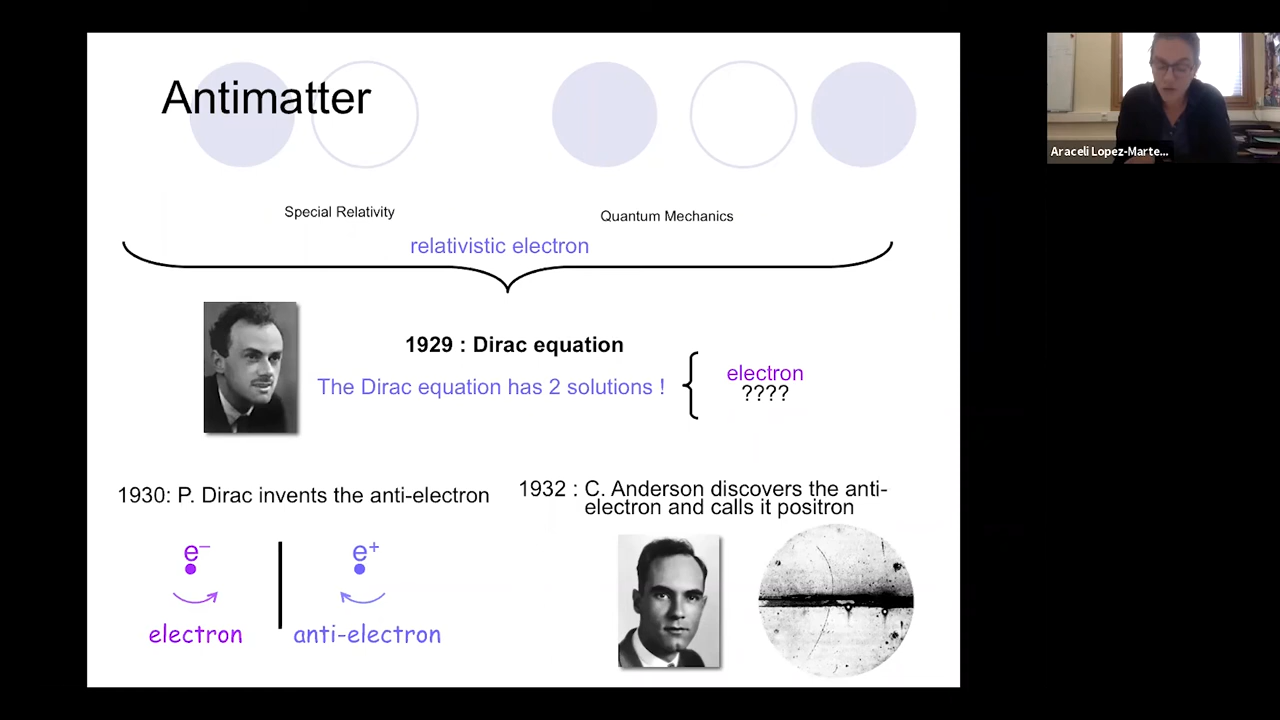 Antimatter
Special Relativity
Quantum Mechanics
relativistic electron
1929 : Dirac equation
The Dirac equation has 2 solutions !
electron
????
1930: P. Dirac invents the anti-electron
1932 : C. Anderson discovers the anti-
electron and calls it positron
e–
e+
electron
anti-electron
Araceli Lopez-Marte...